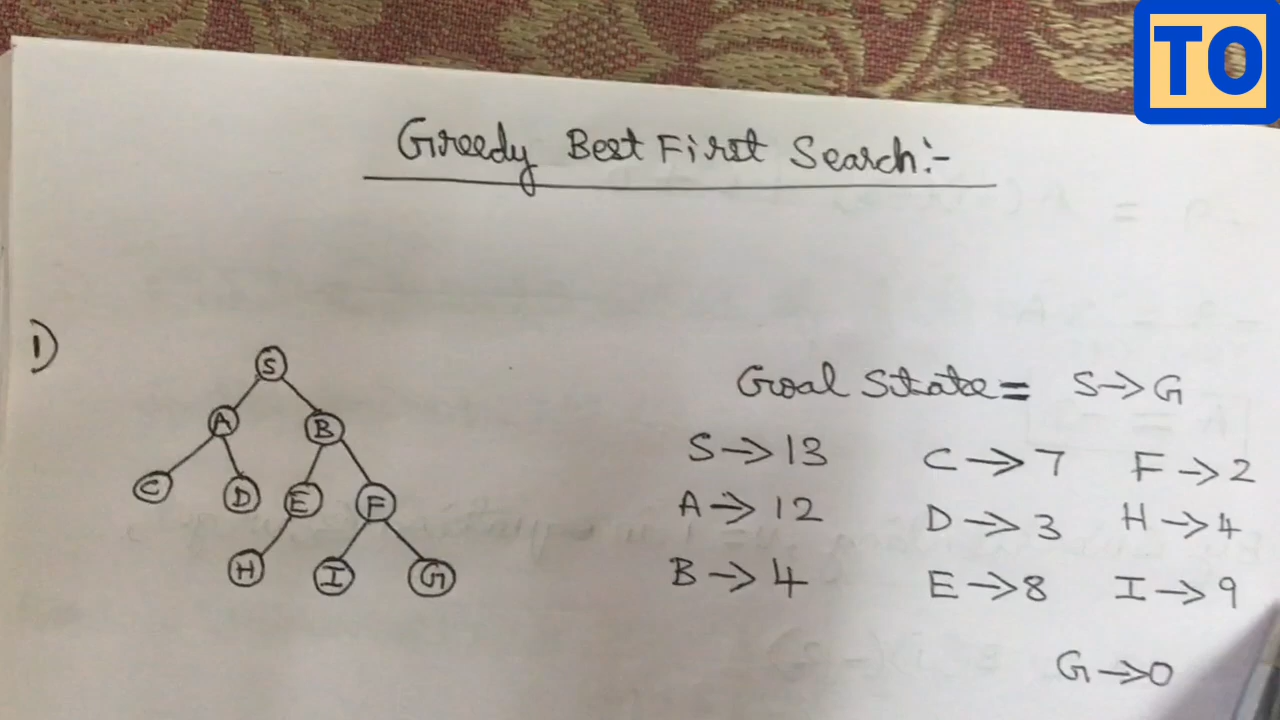 TO
Greedy Best First Search:-
1)
S
A B
C D E F
H I G
Goal State = S→G
S→13 C→7 F→2
A→12 D→3 H→4
B→4 E→8 I→9
G→0